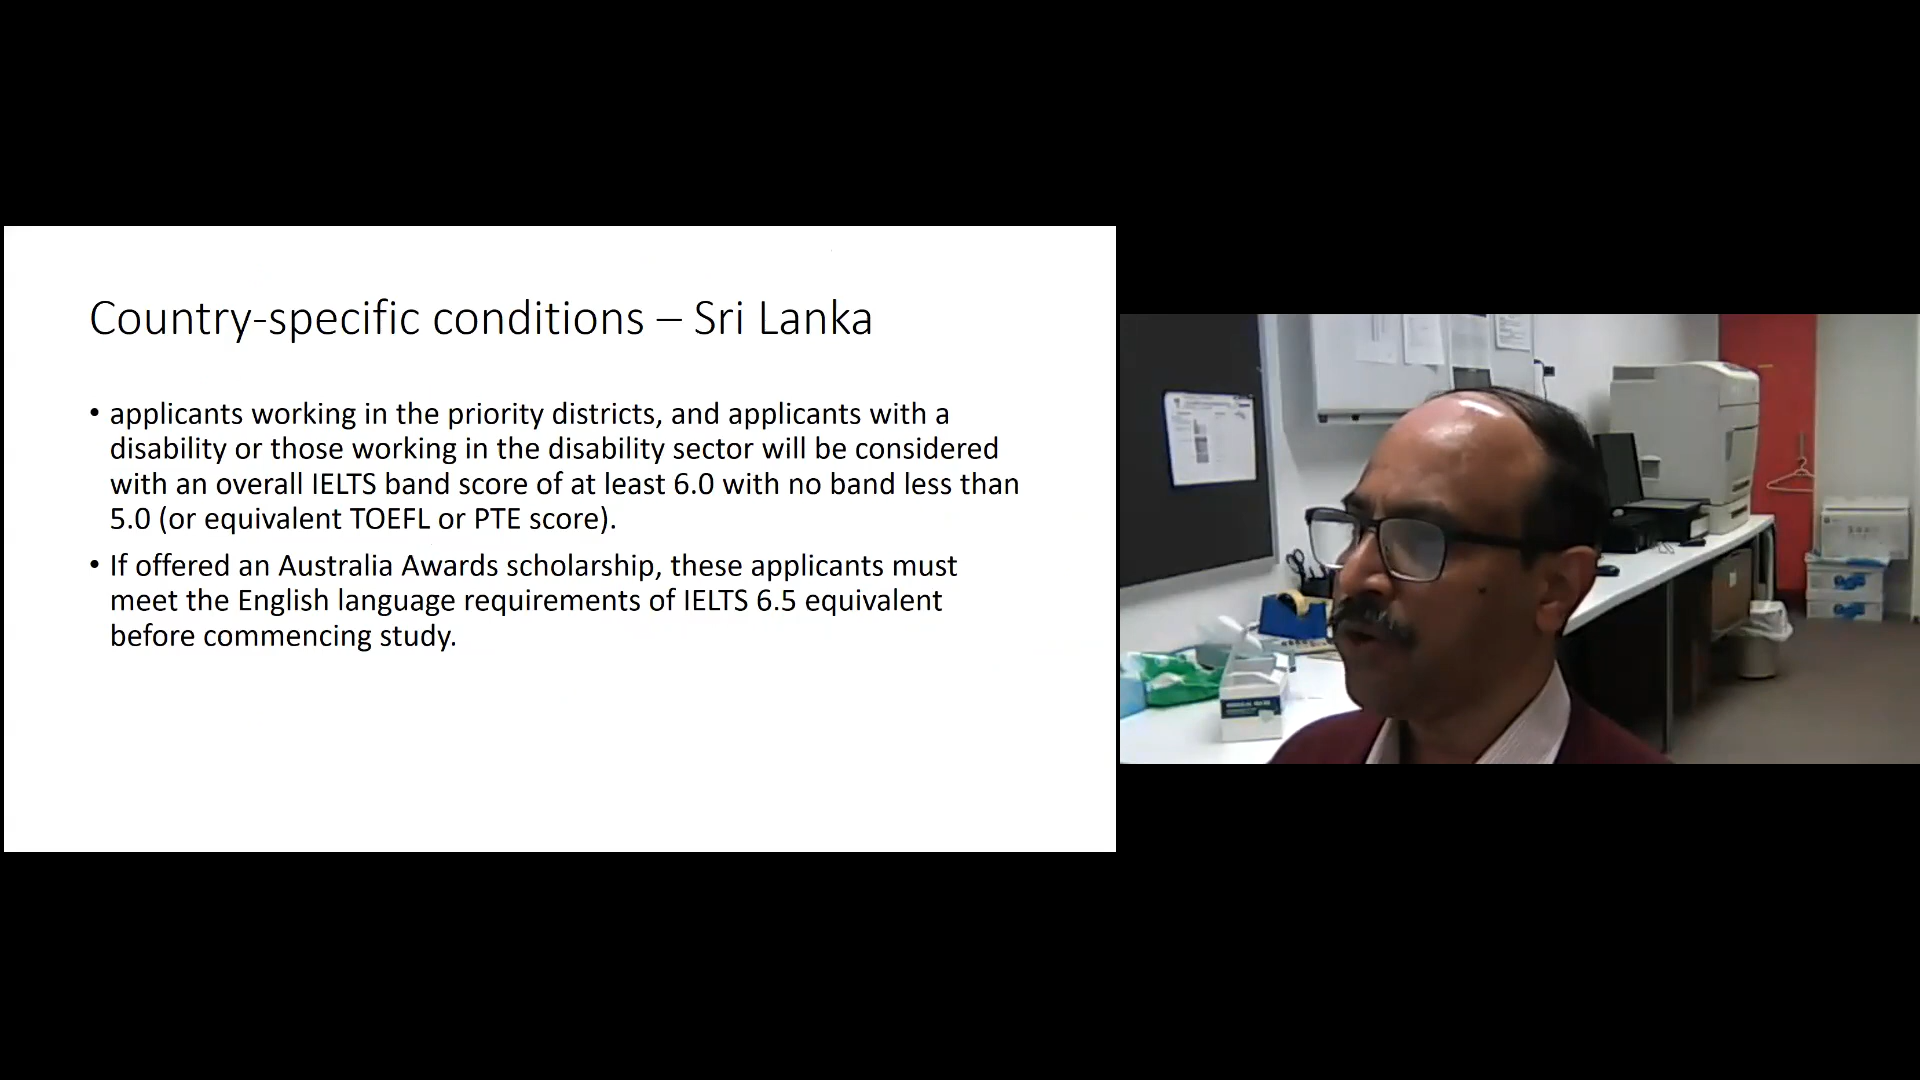 Country-specific conditions – Sri Lanka
• applicants working in the priority districts, and applicants with a
disability or those working in the disability sector will be considered
with an overall IELTS band score of at least 6.0 with no band less than
5.0 (or equivalent TOEFL or PTE score).
• If offered an Australia Awards scholarship, these applicants must
meet the English language requirements of IELTS 6.5 equivalent
before commencing study.